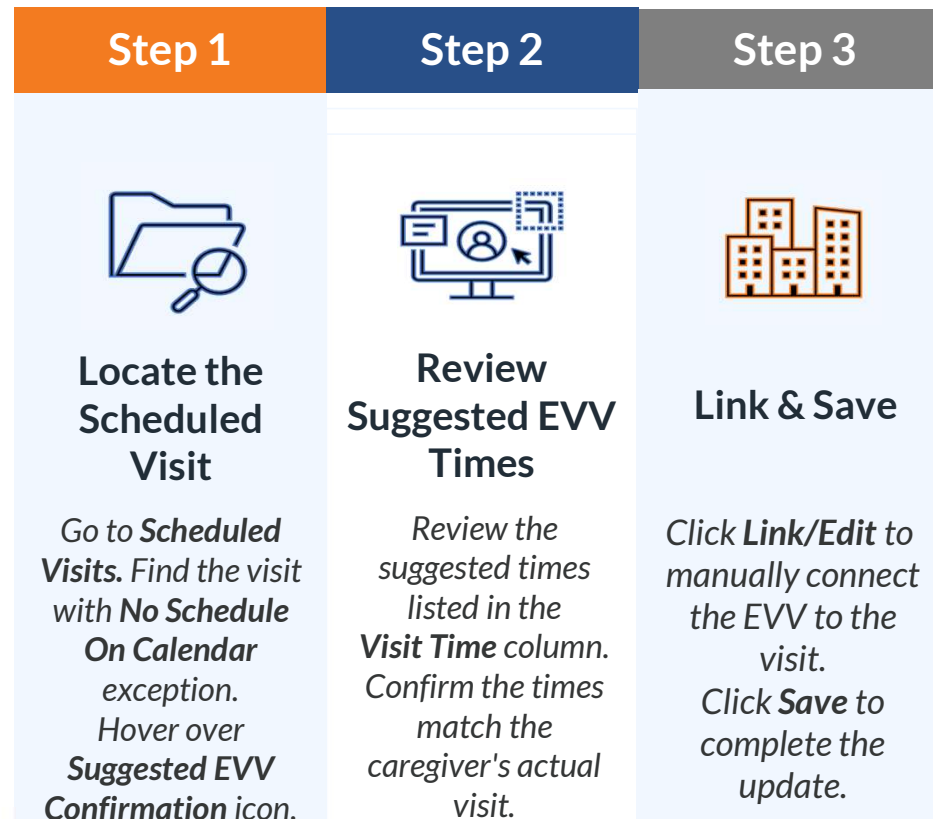 Step 1
Locate the
Scheduled
Visit
Go to Scheduled
Visits. Find the visit
with No Schedule
On Calendar
exception.
Hover over
Suggested EVV
Confirmation icon.
Step 2
Review
Suggested EVV
Times
Review the
suggested times
listed in the
Visit Time column.
Confirm the times
match the
caregiver's actual
visit.
Step 3
Link & Save
Click Link/Edit to
manually connect
the EVV to the
visit.
Click Save to
complete the
update.